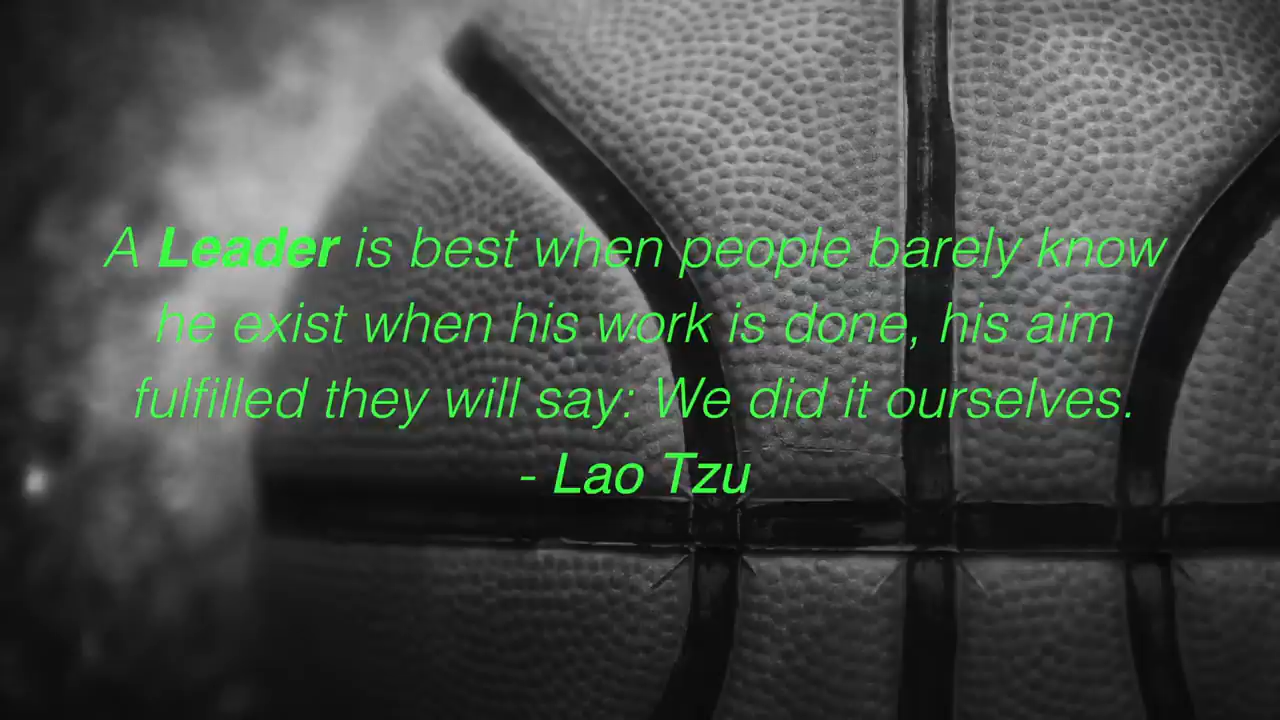 A Leader is best when people barely know
he exist when his work is done, his aim
fulfilled they will say: We did it ourselves.
- Lao Tzu